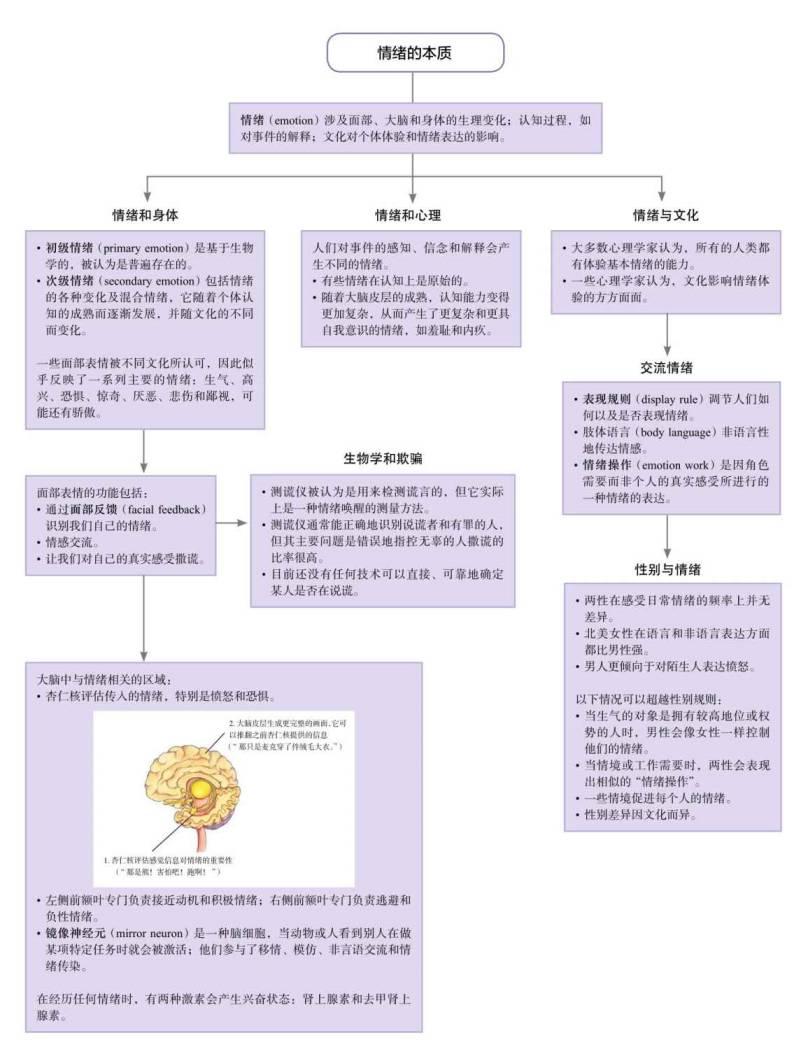 情绪的本质
情绪（emotion）涉及面部、大脑和身体的生理变化；认知过程，如
对事件的解释；文化对个体体验和情绪表达的影响。
情绪和身体
• 初级情绪（primary emotion）是基于生物
学的，被认为是普遍存在的。
• 次级情绪（secondary emotion）包括情绪
的各种变化及混合情绪，它随着个体认
知的成熟而逐渐发展，并随文化的不同
而变化。
一些面部表情被不同文化所认可，因此似
乎反映了一系列主要的情绪：生气、高
兴、恐惧、惊奇、厌恶、悲伤和鄙视，可
能还有骄傲。
面部表情的功能包括：
• 通过面部反馈（facial feedback）
识别我们自己的情绪。
• 情感交流。
• 让我们对自己的真实感受撒谎。
生物学和欺骗
• 测谎仪被认为是用来检测谎言的，但它实际
上是一种情绪唤醒的测量方法。
• 测谎仪通常能正确地识别说谎者和有罪的人，
但其主要问题是错误地指控无辜的人撒谎的
比率很高。
• 目前还没有任何技术可以直接、可靠地确定
某人是否在说谎。
大脑中与情绪相关的区域：
• 杏仁核评估传入的情绪，特别是愤怒和恐惧。
2. 大脑皮层生成更完整的画面，它可
以推翻之前杏仁核提供的信息
（“那只是麦克穿了件绒毛大衣。”）
1. 杏仁核评估感觉信息对情绪的重要性
（“那是熊！害怕吧！跑啊！”）
• 左侧前额叶专门负责接近动机和积极情绪；右侧前额叶专门负责逃避和
负性情绪。
• 镜像神经元（mirror neuron）是一种脑细胞，当动物或人看到别人在做
某项特定任务时就会被激活；他们参与了移情、模仿、非言语交流和情
绪传染。
在经历任何情绪时，有两种激素会产生兴奋状态：肾上腺素和去甲肾上
腺素。
情绪和心理
人们对事件的感知、信念和解释会产
生不同的情绪。
• 有些情绪在认知上是原始的。
• 随着大脑皮层的成熟，认知能力变得
更加复杂，从而产生了更复杂和更具
自我意识的情绪，如羞耻和内疚。
情绪与文化
• 大多数心理学家认为，所有的人类都
有体验基本情绪的能力。
• 一些心理学家认为，文化影响情绪体
验的方方面面。
交流情绪
• 表现规则（display rule）调节人们如
何以及是否表现情绪。
• 肢体语言（body language）非语言性
地传达情感。
• 情绪操作（emotion work）是因角色
需要而非个人的真实感受所进行的
一种情绪的表达。
性别与情绪
• 两性在感受日常情绪的频率上并无
差异。
• 北美女性在语言和非语言表达方面
都比男性强。
• 男人更倾向于对陌生人表达愤怒。
以下情况可以超越性别规则：
• 当生气的对象是拥有较高地位或权
势的人时，男性会像女性一样控制
他们的情绪。
• 当情境或工作需要时，两性会表现
出相似的“情绪操作”。
• 一些情境促进每个人的情绪。
• 性别差异因文化而异。